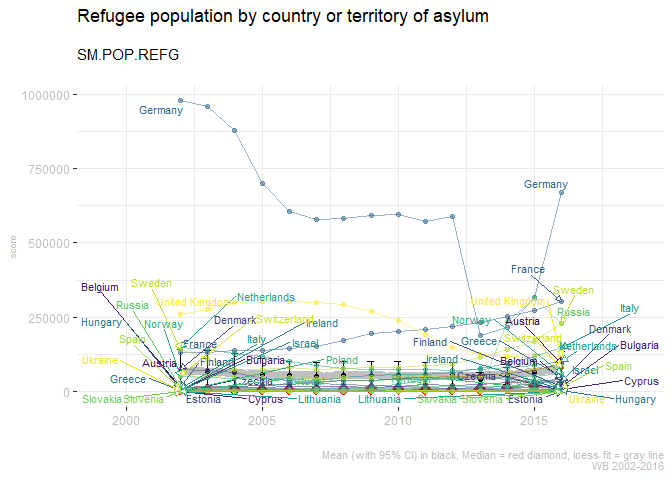 Refugee population by country or territory of asylum
SM.POP.REFG
1000000
Germany
750000
Germany
500000
France
Belgium
Sweden
Sweden
United Kingdom
Netherlands
United Kingdom
Russia
Russia
Italy
250000
Hungary
Norway
Denmark
Switzerland
Ireland
Norway
Austria
Denmark
Spain
France
Italy
Israel
Finland
Greece
Switzerland
Netherlands
Bulgaria
Ukraine
Austria
Finland
Bulgaria
Poland
Ireland
Belgium
Israel
Spain
Greece
Czechia
Portugal
Portugal
Czechia
Cyprus
0
Slovakia
Slovenia
Estonia
Cyprus
Lithuania
Lithuania
Slovakia
Slovenia
Estonia
Ukraine
Hungary
score
2000
2005
2010
2015
Mean (with 95% CI) in black, Median = red diamond, loess fit = gray line
WB 2002-2016